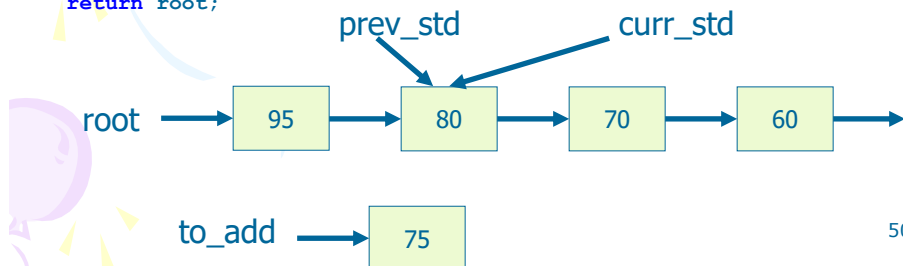 return root;
prev_std curr_std
root 95 80 70 60
to_add 75
50